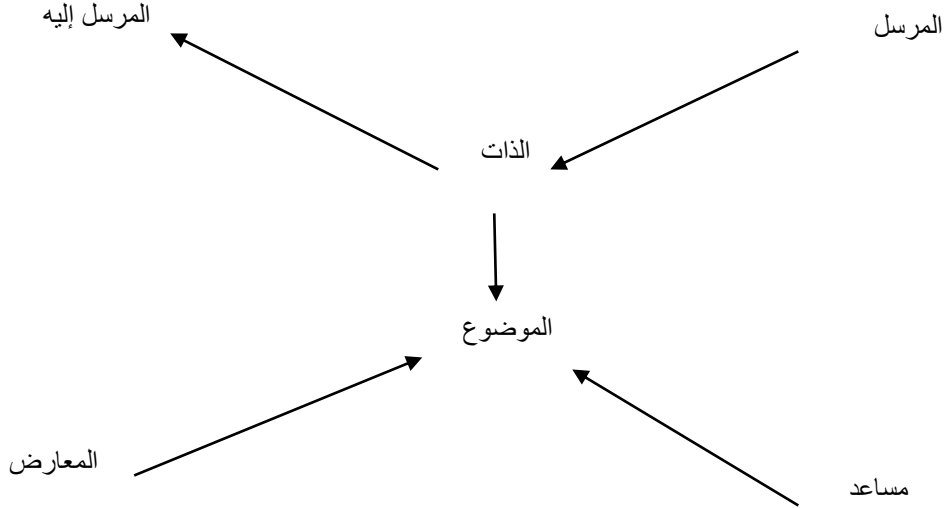 المرسل
المرسل إليه
الذات
الموضوع
المعارض
مساعد